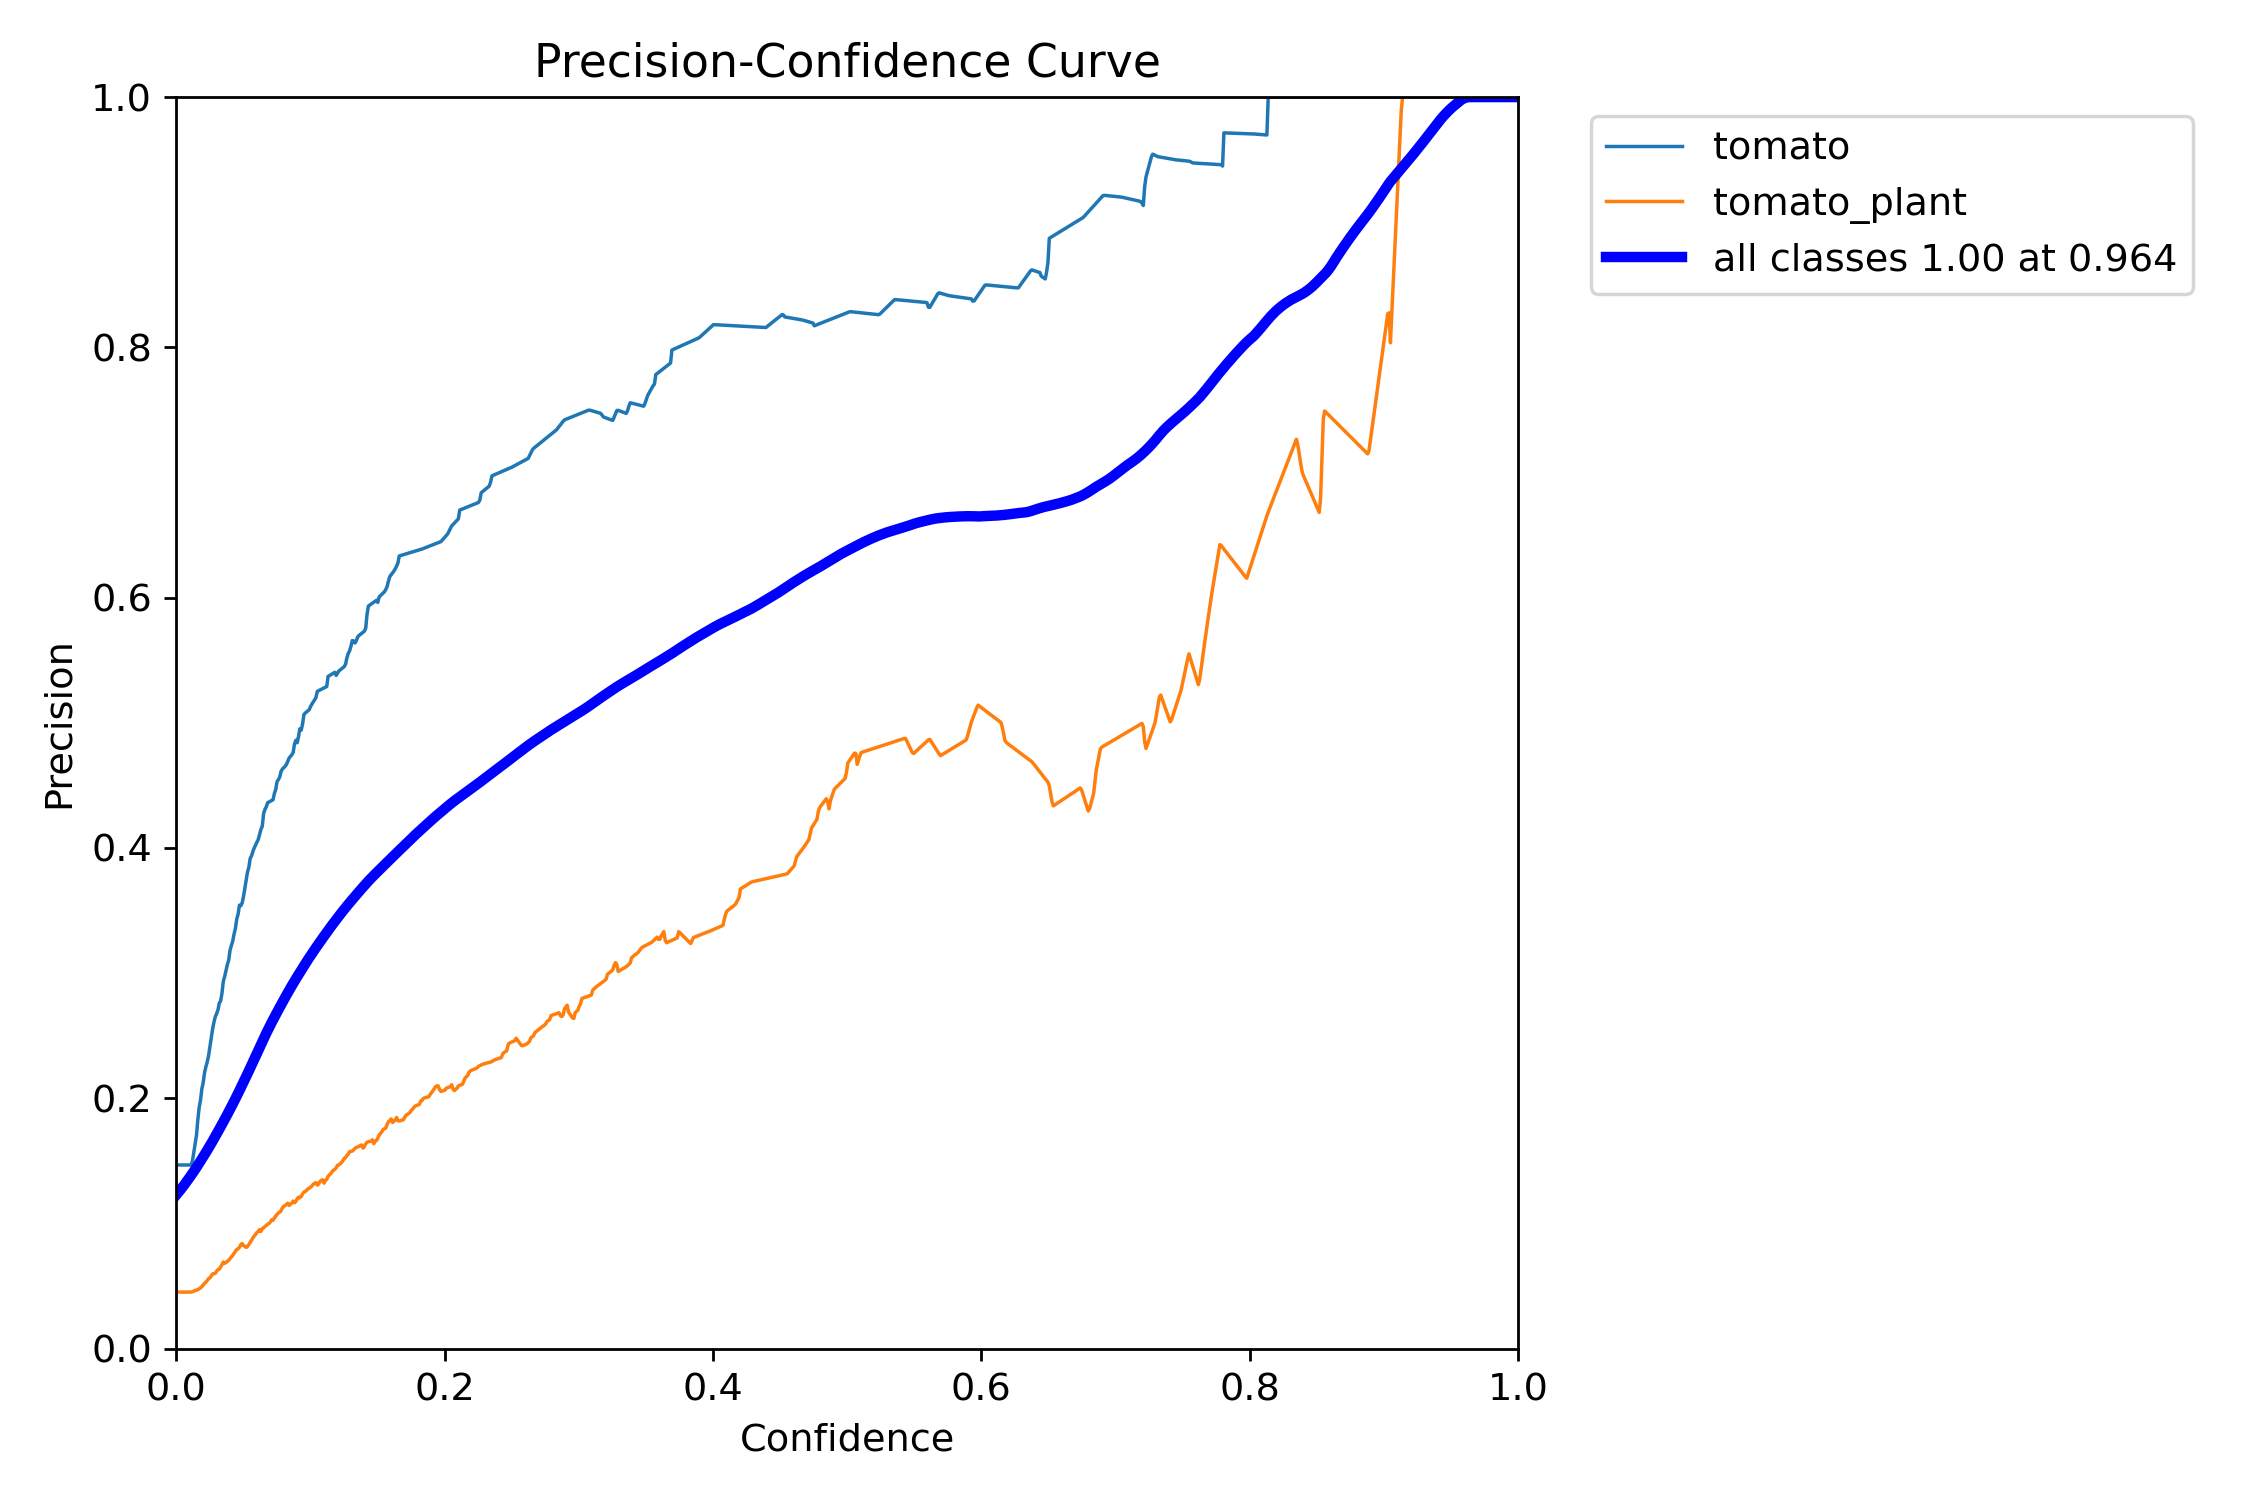 Precision-Confidence Curve
1.0
0.8
0.6
0.4
0.2
0.0
Precision
0.0 0.2 0.4 0.6 0.8 1.0
Confidence
tomato
tomato_plant
all classes 1.00 at 0.964